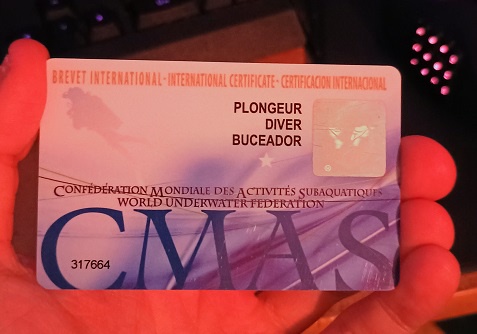 BREVET INTERNATIONAL - INTERNATIONAL CERTIFICATE - CERTIFICACION INTERNACIONAL
PLONGEUR
DIVER
BUCEADOR
CONFÉDÉRATION MONDIALE DES ACTIVITÉS SUBAQUATIQUES
WORLD UNDERWATER FEDERATION
CMAS
317664